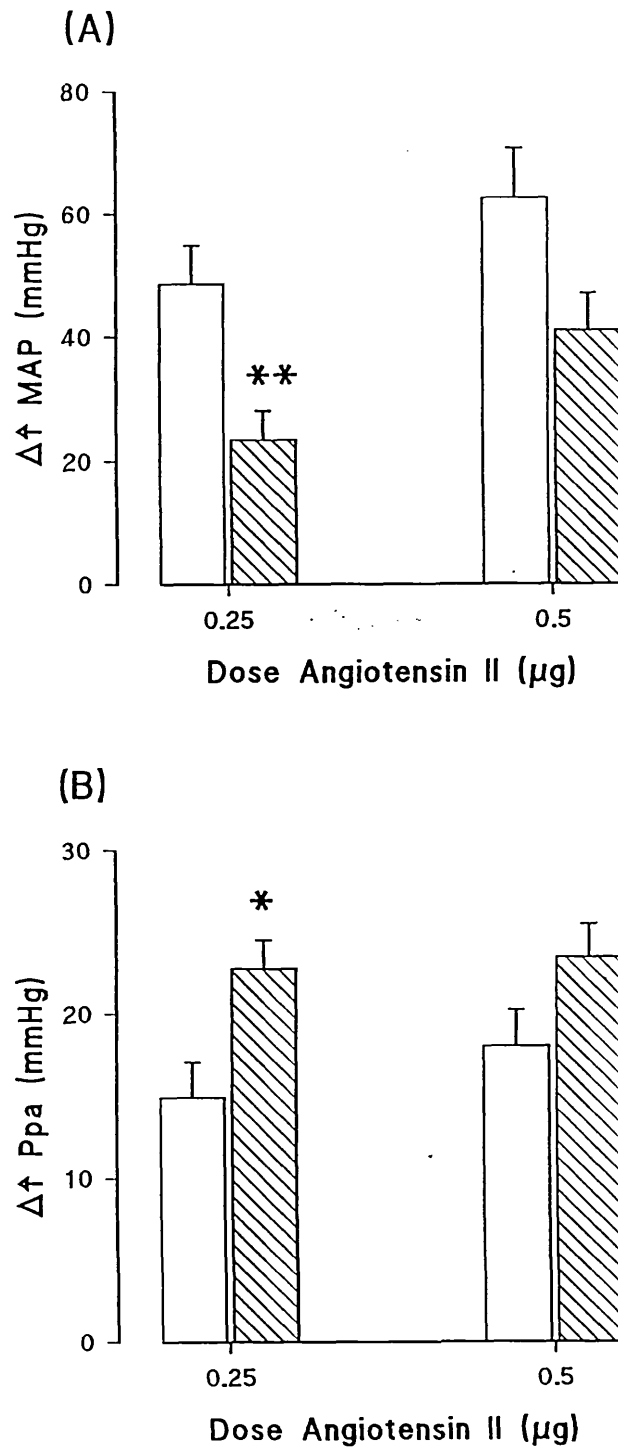 (A)
Δ↑ MAP (mmHg)
80
60
40
20
0
**
0.25
0.5
Dose Angiotensin II (µg)
(B)
Δ↑ Ppa (mmHg)
30
20
10
0
*
0.25
0.5
Dose Angiotensin II (µg)